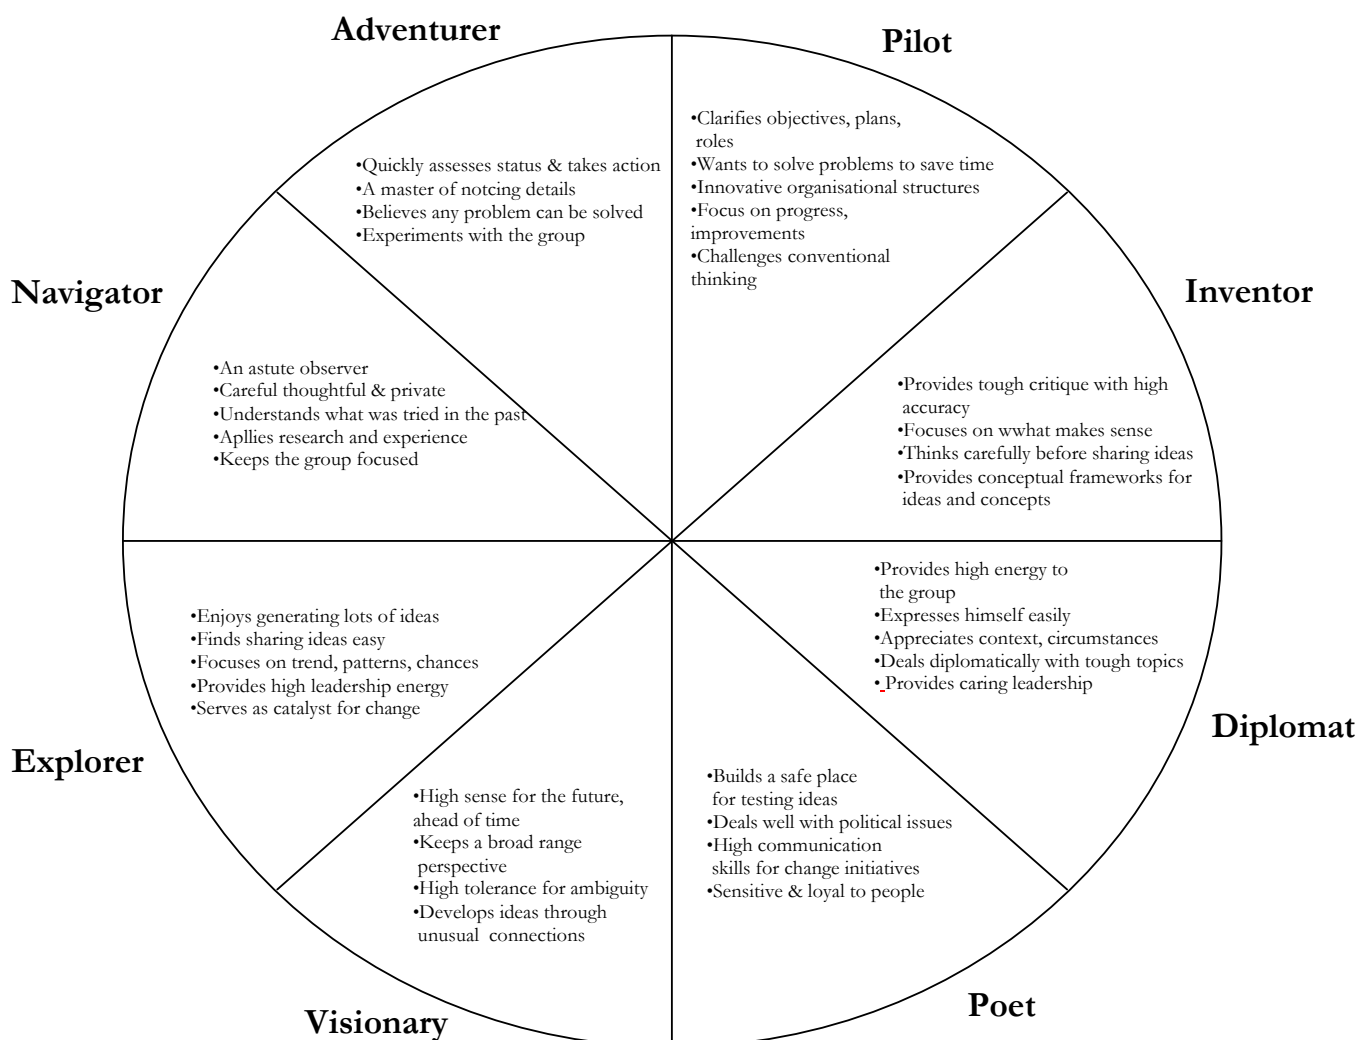 Adventurer
•Quickly assesses status & takes action
•A master of notcing details
•Believes any problem can be solved
•Experiments with the group
Pilot
•Clarifies objectives, plans,
roles
•Wants to solve problems to save time
•Innovative organisational structures
•Focus on progress,
improvements
•Challenges conventional
thinking
Navigator
•An astute observer
•Careful thoughtful & private
•Understands what was tried in the past
•Apllies research and experience
•Keeps the group focused
Inventor
•Provides tough critique with high
accuracy
•Focuses on wwhat makes sense
•Thinks carefully before sharing ideas
•Provides conceptual frameworks for
ideas and concepts
Explorer
•Enjoys generating lots of ideas
•Finds sharing ideas easy
•Focuses on trend, patterns, chances
•Provides high leadership energy
•Serves as catalyst for change
Diplomat
•Provides high energy to
the group
•Expresses himself easily
•Appreciates context, circumstances
•Deals diplomatically with tough topics
• Provides caring leadership
Visionary
•High sense for the future,
ahead of time
•Keeps a broad range
perspective
•High tolerance for ambiguity
•Develops ideas through
unusual connections
Poet
•Builds a safe place
for testing ideas
•Deals well with political issues
•High communication
skills for change initiatives
•Sensitive & loyal to people